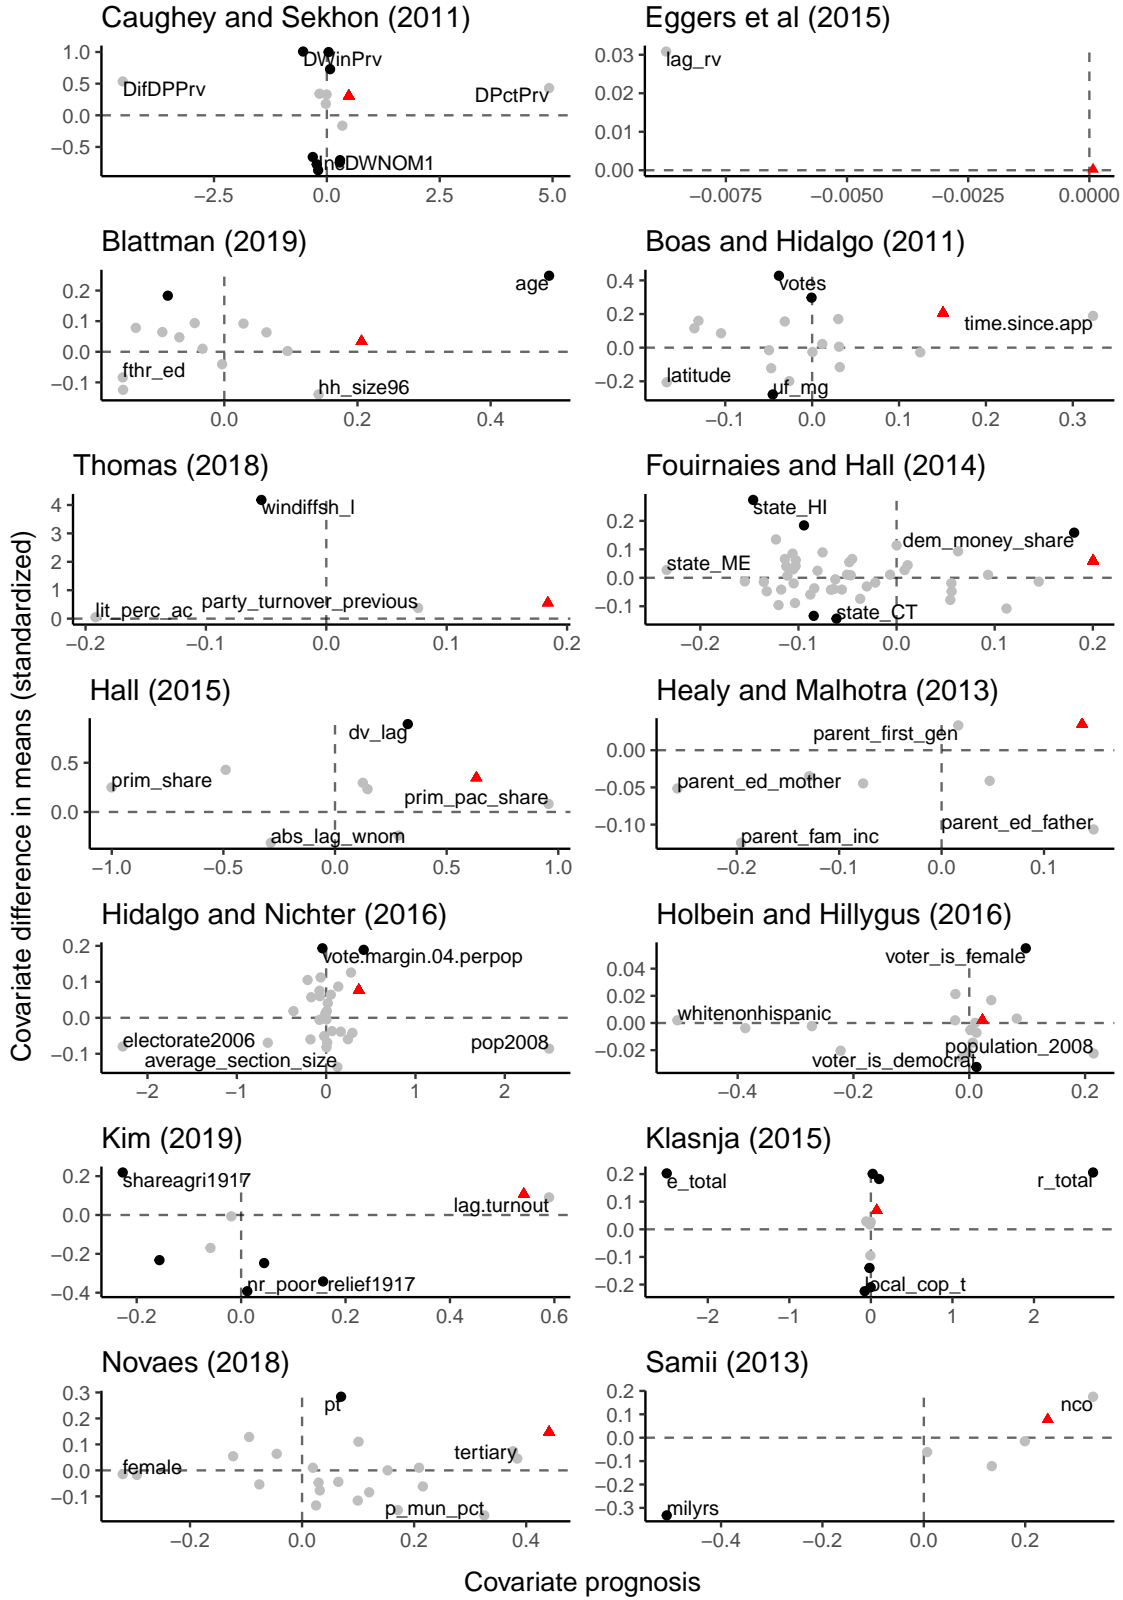 Caughey and Sekhon (2011)
1.0
0.5
0.0
−0.5
DWinPrv
DifDPPrv
DPctPrv
−2.5 0.0 2.5 5.0
Eggers et al (2015)
0.03
0.02
0.01
0.00
lag_rv
−0.0075 −0.0050 −0.0025 0.0000
Blattman (2019)
0.2
0.1
0.0
−0.1
age
fthr_ed
hh_size96
0.0 0.2 0.4
Boas and Hidalgo (2011)
0.4
0.2
0.0
−0.2
votes
time.since.app
latitude
uf_mg
−0.1 0.0 0.1 0.2 0.3
Thomas (2018)
4
3
2
1
0
windiffsh_l
lit_perc_ac
party_turnover_previous
−0.2 −0.1 0.0 0.1 0.2
Fouirnaies and Hall (2014)
0.2
0.1
0.0
−0.1
state_HI
dem_money_share
state_ME
state_CT
−0.2 −0.1 0.0 0.1 0.2
Hall (2015)
0.5
0.0
dv_lag
prim_share
prim_pac_share
abs_lag_wnom
−1.0 −0.5 0.0 0.5 1.0
Healy and Malhotra (2013)
0.00
−0.05
−0.10
parent_first_gen
parent_ed_mother
parent_ed_father
parent_fam_inc
−0.2 −0.1 0.0 0.1
Hidalgo and Nichter (2016)
0.2
0.1
0.0
−0.1
vote.margin.04.perpop
electorate2006
pop2008
average_section_size
−2 −1 0 1 2
Holbein and Hillygus (2016)
0.04
0.02
0.00
−0.02
voter_is_female
whitenonhispanic
population_2008
voter_is_democrat
−0.4 −0.2 0.0 0.2
Kim (2019)
0.2
0.0
−0.2
−0.4
shareagri1917
lag.turnout
nr_poor_relief1917
−0.2 0.0 0.2 0.4 0.6
Klasnja (2015)
0.2
0.1
0.0
−0.1
−0.2
e_total
r_total
local_cop_t
−2 −1 0 1 2
Novaes (2018)
0.3
0.2
0.1
0.0
−0.1
pt
tertiary
female
p_mun_pct
−0.2 0.0 0.2 0.4
Samii (2013)
0.2
0.1
0.0
−0.1
−0.2
−0.3
nco
milyrs
−0.4 −0.2 0.0 0.2
Covariate difference in means (standardized)
Covariate prognosis